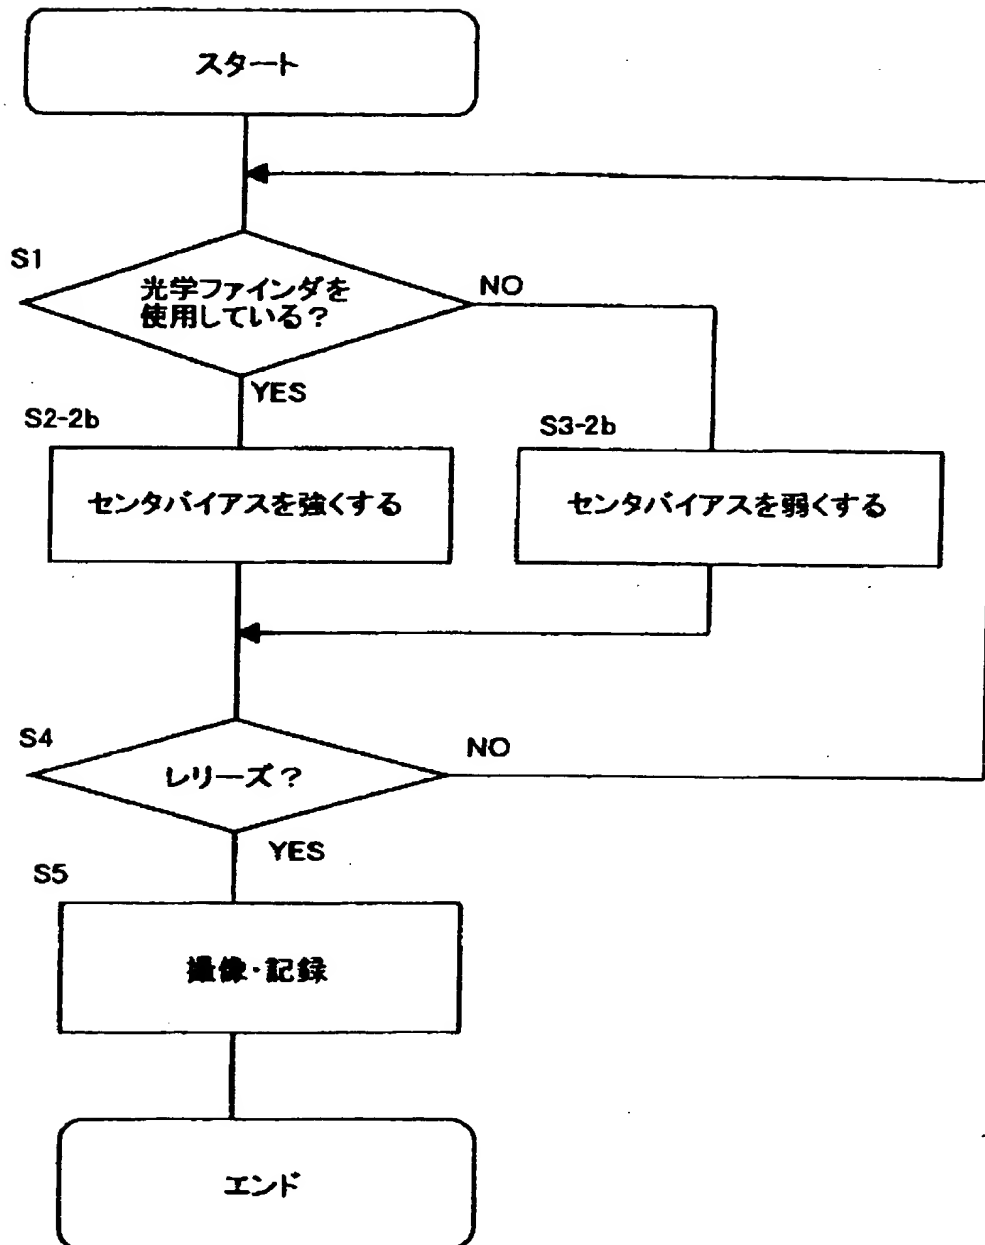 スタート
S1
光学ファインダを
使用している?
NO
YES
S2-2b
センタバイアスを強くする
S3-2b
センタバイアスを弱くする
S4
レリーズ?
NO
YES
S5
撮像・記録
エンド